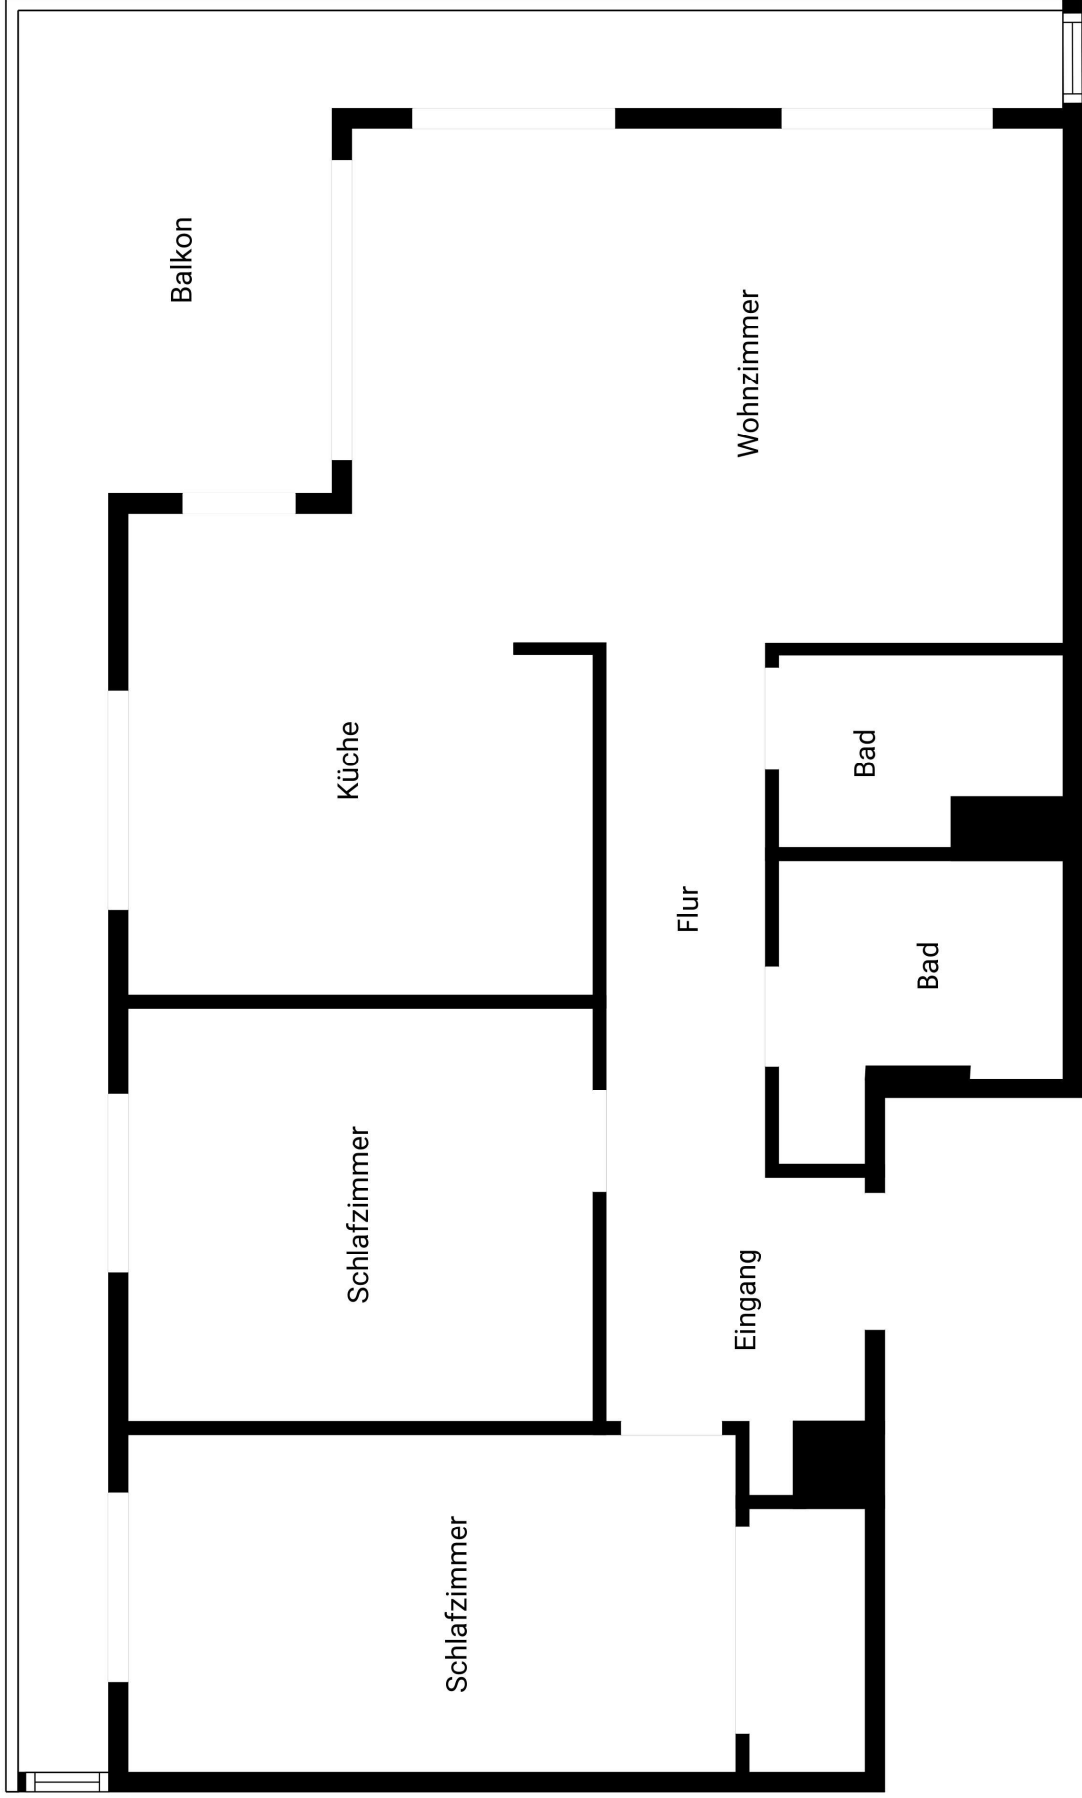 Balkon
Wohnzimmer
Küche
Bad
Flur
Bad
Schlafzimmer
Eingang
Schlafzimmer